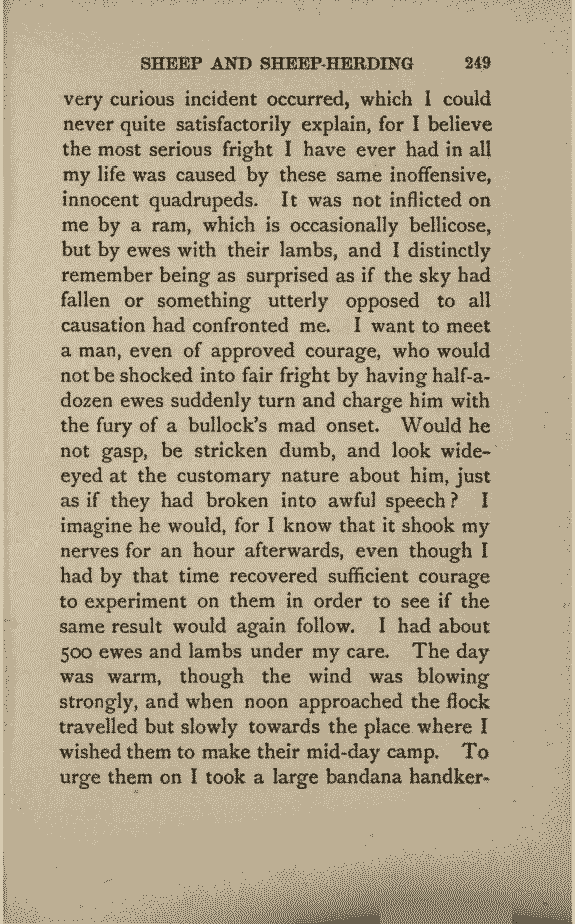 SHEEP AND SHEEP-HERDING 249
very curious incident occurred, which I could
never quite satisfactorily explain, for I believe
the most serious fright I have ever had in all
my life was caused by these same inoffensive,
innocent quadrupeds. It was not inflicted on
me by a ram, which is occasionally bellicose,
but by ewes with their lambs, and I distinctly
remember being as surprised as if the sky had
fallen or something utterly opposed to all
causation had confronted me. I want to meet
a man, even of approved courage, who would
not be shocked into fair fright by having half-a-
dozen ewes suddenly turn and charge him with
the fury of a bullock's mad onset. Would he
not gasp, be stricken dumb, and look wide-
eyed at the customary nature about him, just
as if they had broken into awful speech? I
imagine he would, for I know that it shook my
nerves for an hour afterwards, even though I
had by that time recovered sufficient courage
to experiment on them in order to see if the
same result would again follow. I had about
500 ewes and lambs under my care. The day
was warm, though the wind was blowing
strongly, and when noon approached the flock
travelled but slowly towards the place where I
wished them to make their mid-day camp. To
urge them on I took a large bandana handker-